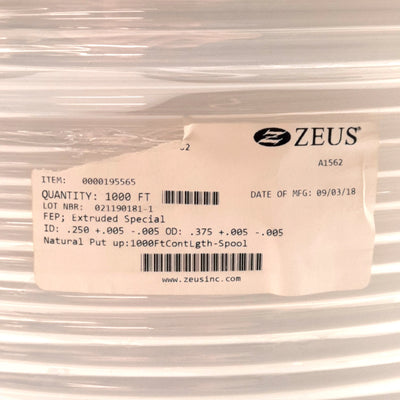 ZEUS®
A1562
ITEM: 0000195565
QUANTITY: 1000 FT
DATE OF MFG: 09/03/18
LOT NBR: 021190181-1
FEP; Extruded Special
ID: .250 +.005 -.005 OD: .375 +.005 -.005
Natural Put up:1000FtContLgth-Spool
www.zeusinc.com